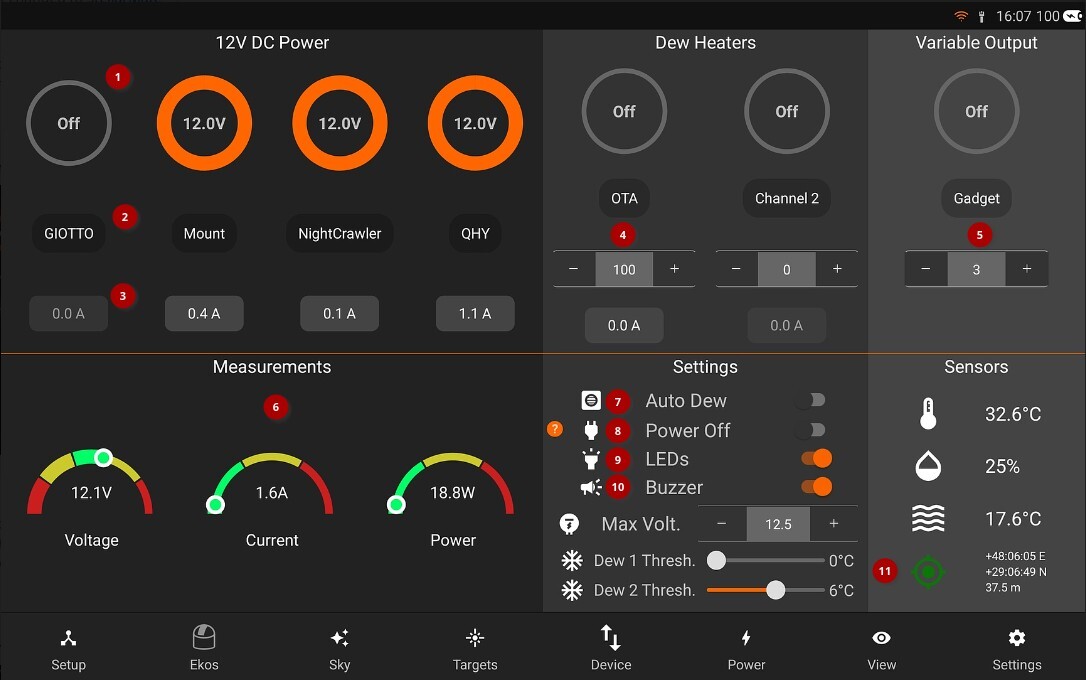 16:07 100
12V DC Power
1
Off
12.0V
12.0V
12.0V
2
GIOTTO
Mount
NightCrawler
QHY
3
0.0 A
0.4 A
0.1 A
1.1 A
Dew Heaters
Off
Off
OTA
Channel 2
4
− 100 +
− 0 +
0.0 A
0.0 A
Variable Output
Off
Gadget
5
− 3 +
Measurements
6
12.1V
1.6A
18.8W
Voltage
Current
Power
Settings
7 Auto Dew
? 8 Power Off
9 LEDs
10 Buzzer
Max Volt. − 12.5 +
Dew 1 Thresh. 0°C
Dew 2 Thresh. 6°C
Sensors
32.6°C
25%
17.6°C
11
+48:06:05 E
+29:06:49 N
37.5 m
Setup
Ekos
Sky
Targets
Device
Power
View
Settings